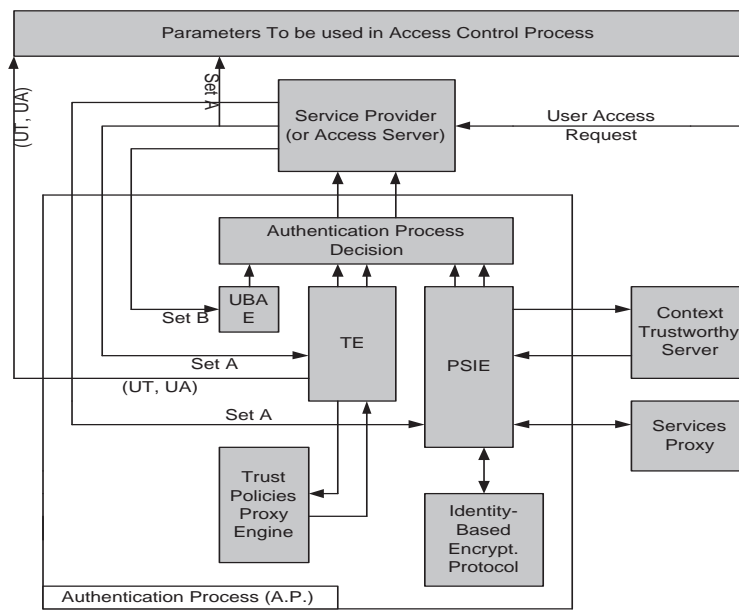 Parameters To be used in Access Control Process
(UT, UA)
Set A
Service Provider
(or Access Server)
User Access
Request
Authentication Process
Decision
UBA
E
Set B
TE
PSIE
Context
Trustworthy
Server
Set A
(UT, UA)
Set A
Services
Proxy
Trust
Policies
Proxy
Engine
Identity-
Based
Encrypt.
Protocol
Authentication Process (A.P.)